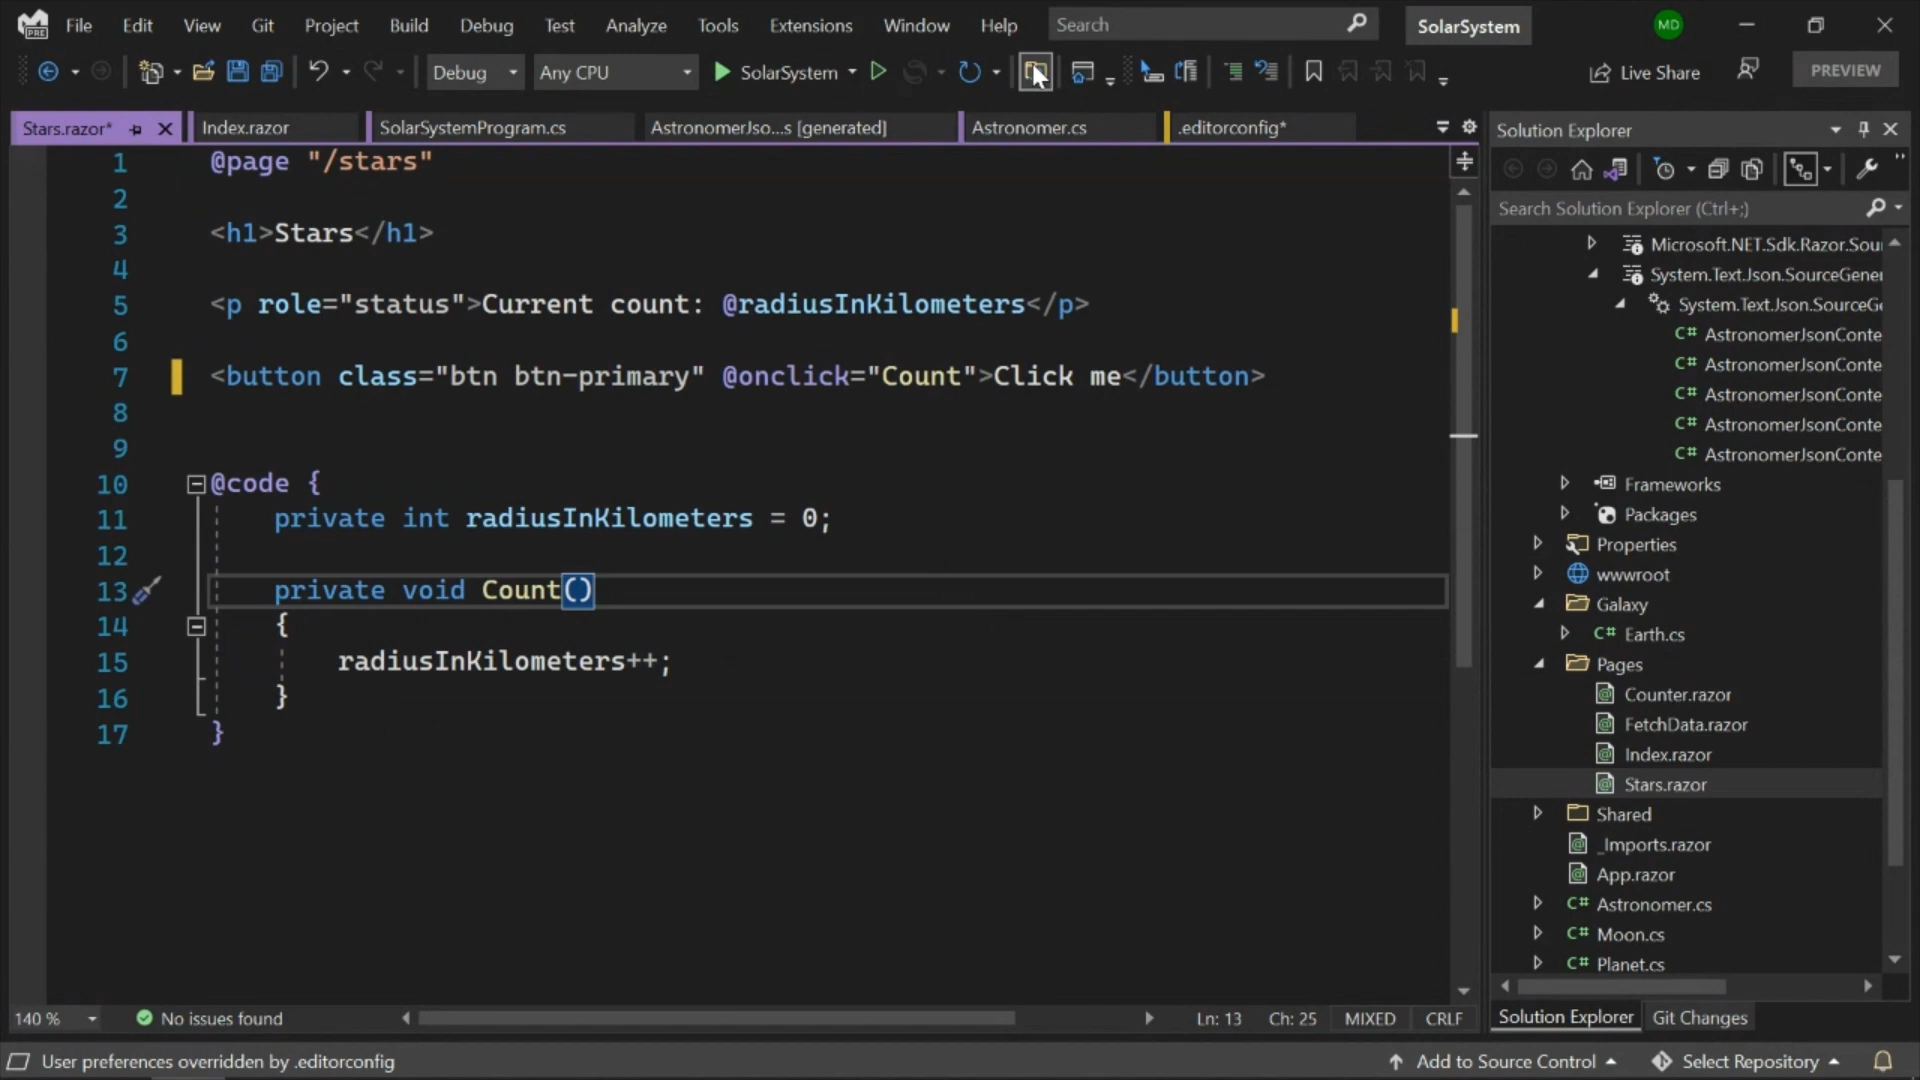 PRE
File Edit View Git Project Build Debug Test Analyze Tools Extensions Window Help Search SolarSystem MD
Debug Any CPU SolarSystem Live Share PREVIEW
Stars.razor* Index.razor SolarSystemProgram.cs AstronomerJso...s [generated] Astronomer.cs .editorconfig*
1 @page "/stars"
2
3 <h1>Stars</h1>
4
5 <p role="status">Current count: @radiusInKilometers</p>
6
7 <button class="btn btn-primary" @onclick="Count">Click me</button>
8
9
10 @code {
11 private int radiusInKilometers = 0;
12
13 private void Count()
14 {
15 radiusInKilometers++;
16 }
17 }
140 % No issues found Ln: 13 Ch: 25 MIXED CRLF
Solution Explorer
Search Solution Explorer (Ctrl+;)
Microsoft.NET.Sdk.Razor.Sou
System.Text.Json.SourceGener
System.Text.Json.SourceG
C# AstronomerJsonConte
C# AstronomerJsonConte
C# AstronomerJsonConte
C# AstronomerJsonConte
C# AstronomerJsonConte
Frameworks
Packages
Properties
wwwroot
Galaxy
C# Earth.cs
Pages
Counter.razor
FetchData.razor
Index.razor
Stars.razor
Shared
_Imports.razor
App.razor
C# Astronomer.cs
C# Moon.cs
C# Planet.cs
Solution Explorer Git Changes
User preferences overridden by .editorconfig Add to Source Control Select Repository